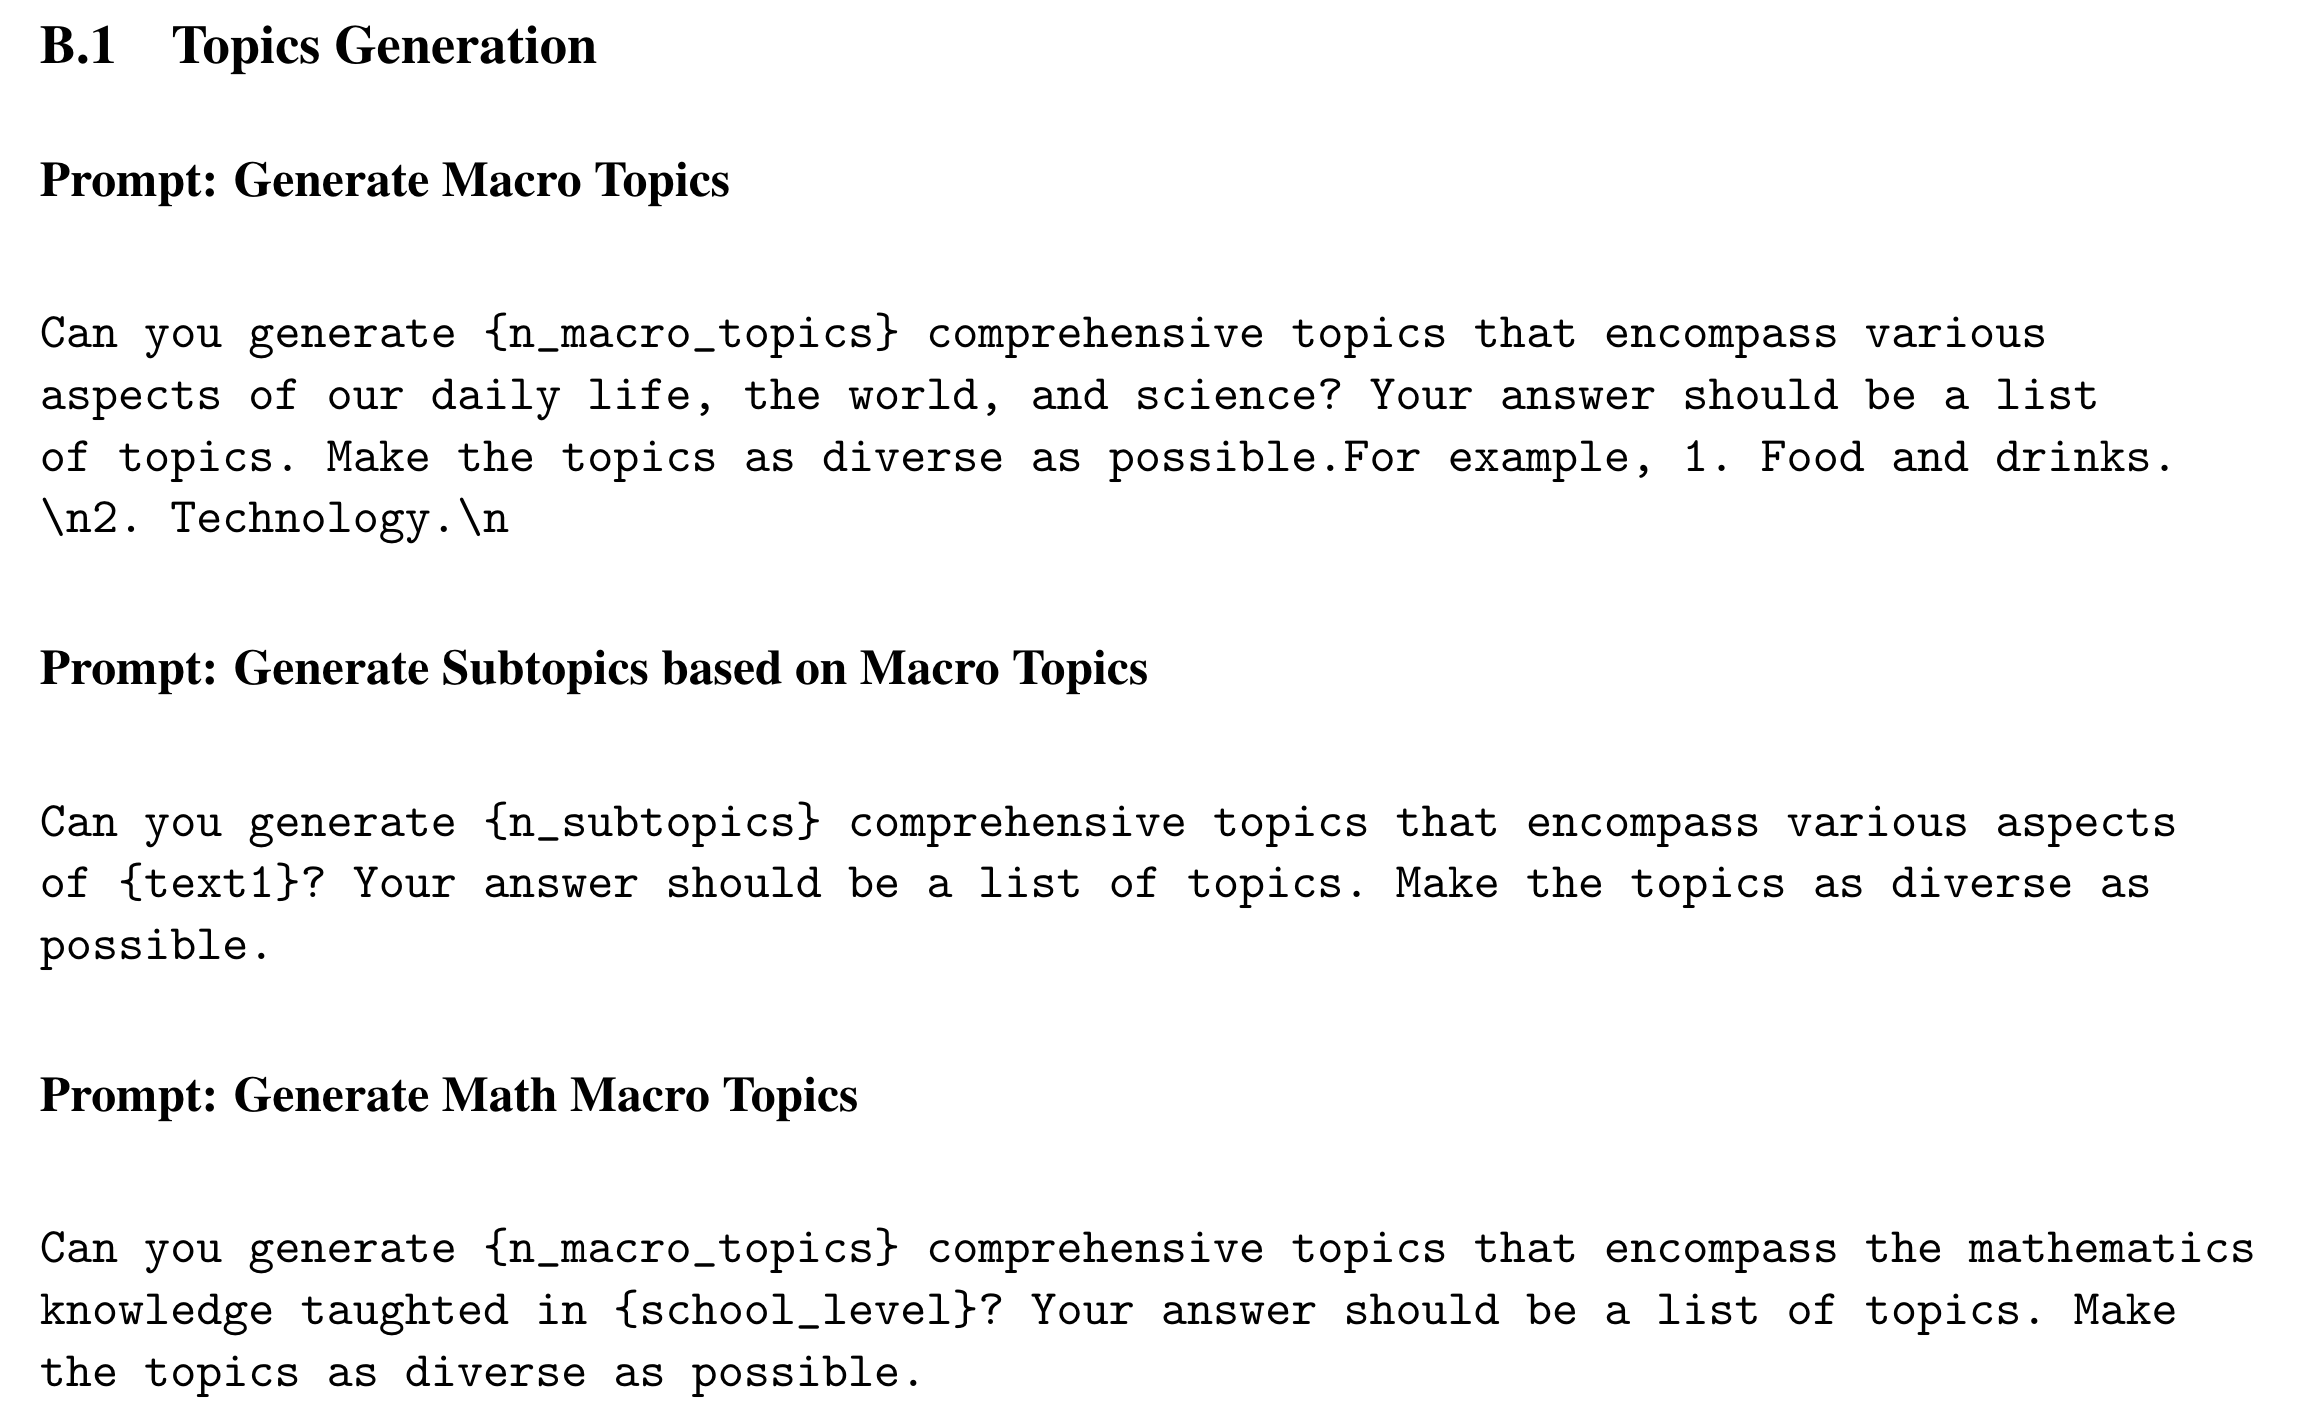 B.1 Topics Generation
Prompt: Generate Macro Topics
Can you generate {n_macro_topics} comprehensive topics that encompass various
aspects of our daily life, the world, and science? Your answer should be a list
of topics. Make the topics as diverse as possible.For example, 1. Food and drinks.
\n2. Technology.\n
Prompt: Generate Subtopics based on Macro Topics
Can you generate {n_subtopics} comprehensive topics that encompass various aspects
of {text1}? Your answer should be a list of topics. Make the topics as diverse as
possible.
Prompt: Generate Math Macro Topics
Can you generate {n_macro_topics} comprehensive topics that encompass the mathematics
knowledge taughted in {school_level}? Your answer should be a list of topics. Make
the topics as diverse as possible.